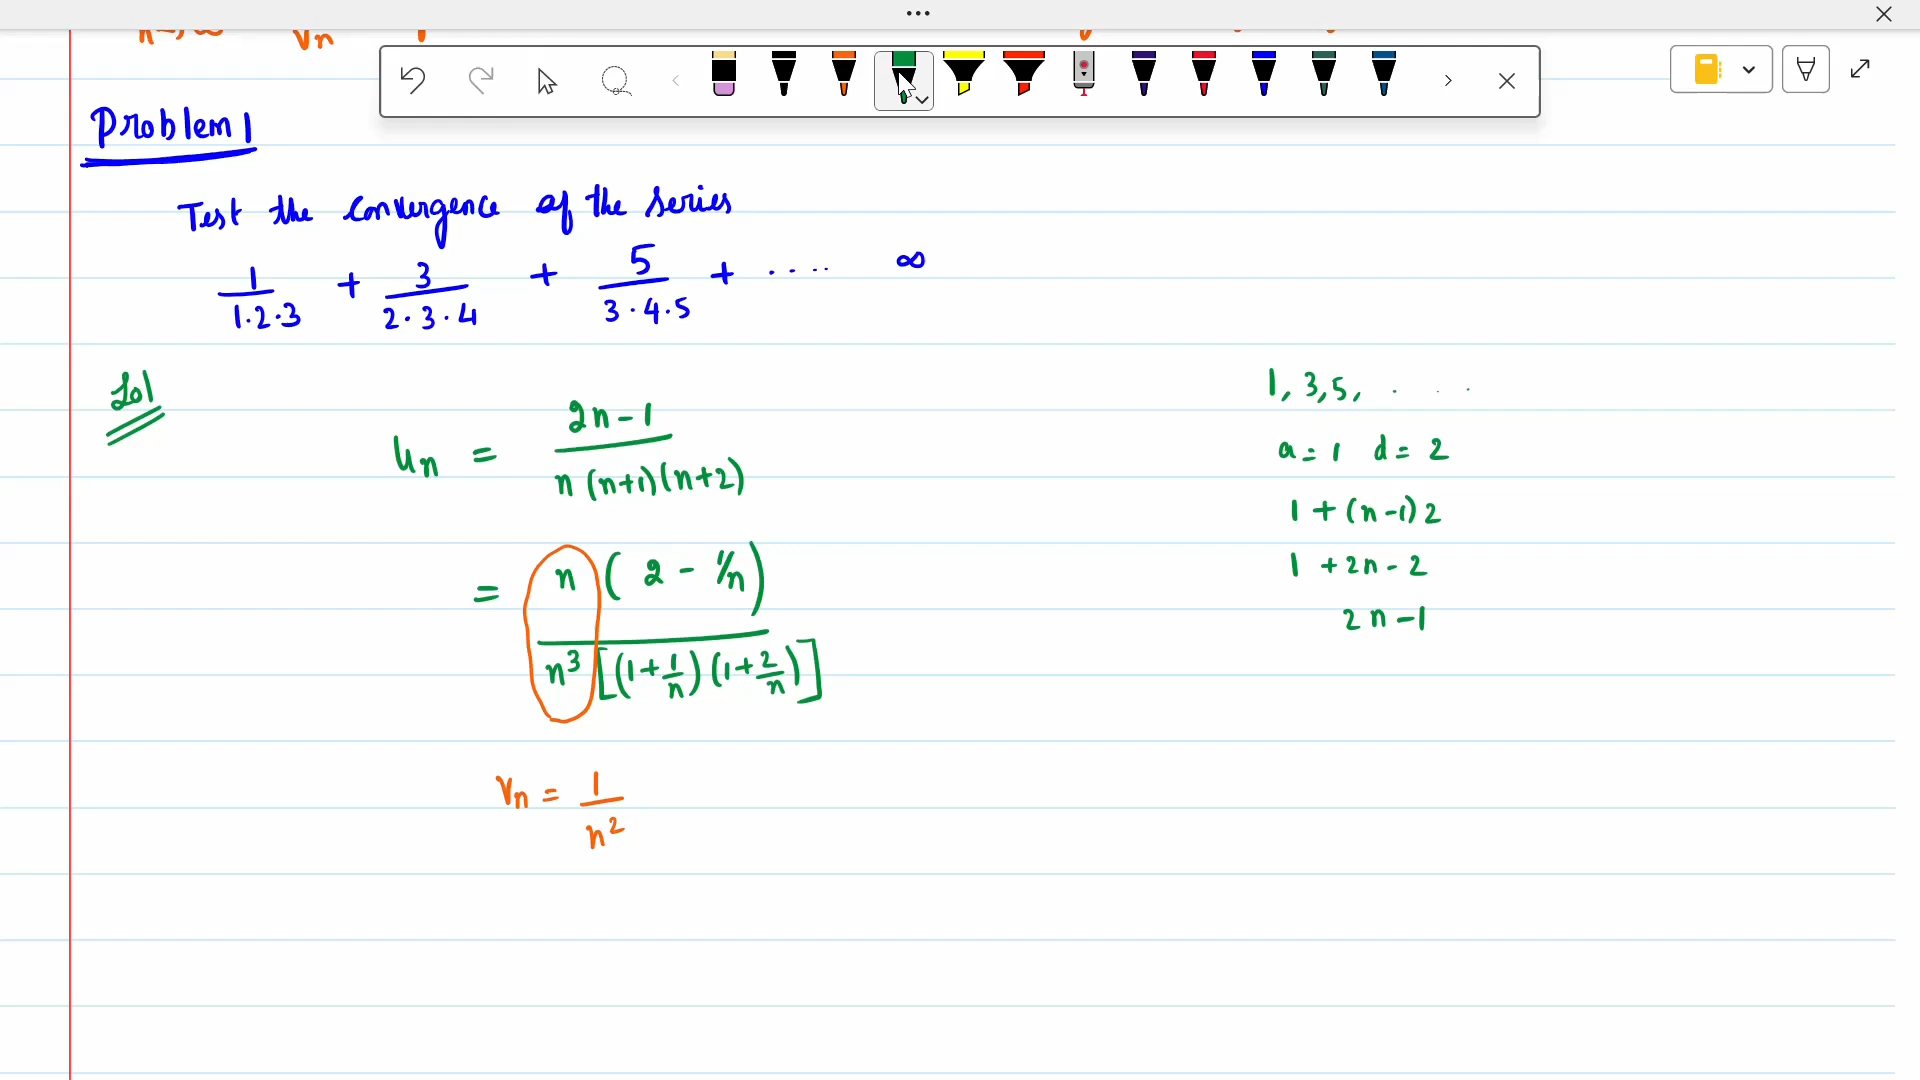 Problem 1
Test the convergence of the series
1/1·2·3 + 3/2·3·4 + 5/3·4·5 + ···· ∞
Sol
1, 3, 5, . . .
un = 2n-1 / n(n+1)(n+2)
a = 1 d = 2
1 + (n-1)2
= n(2 - 1/n) / n³[(1+1/n)(1+2/n)]
1 + 2n - 2
2n - 1
vn = 1/n²